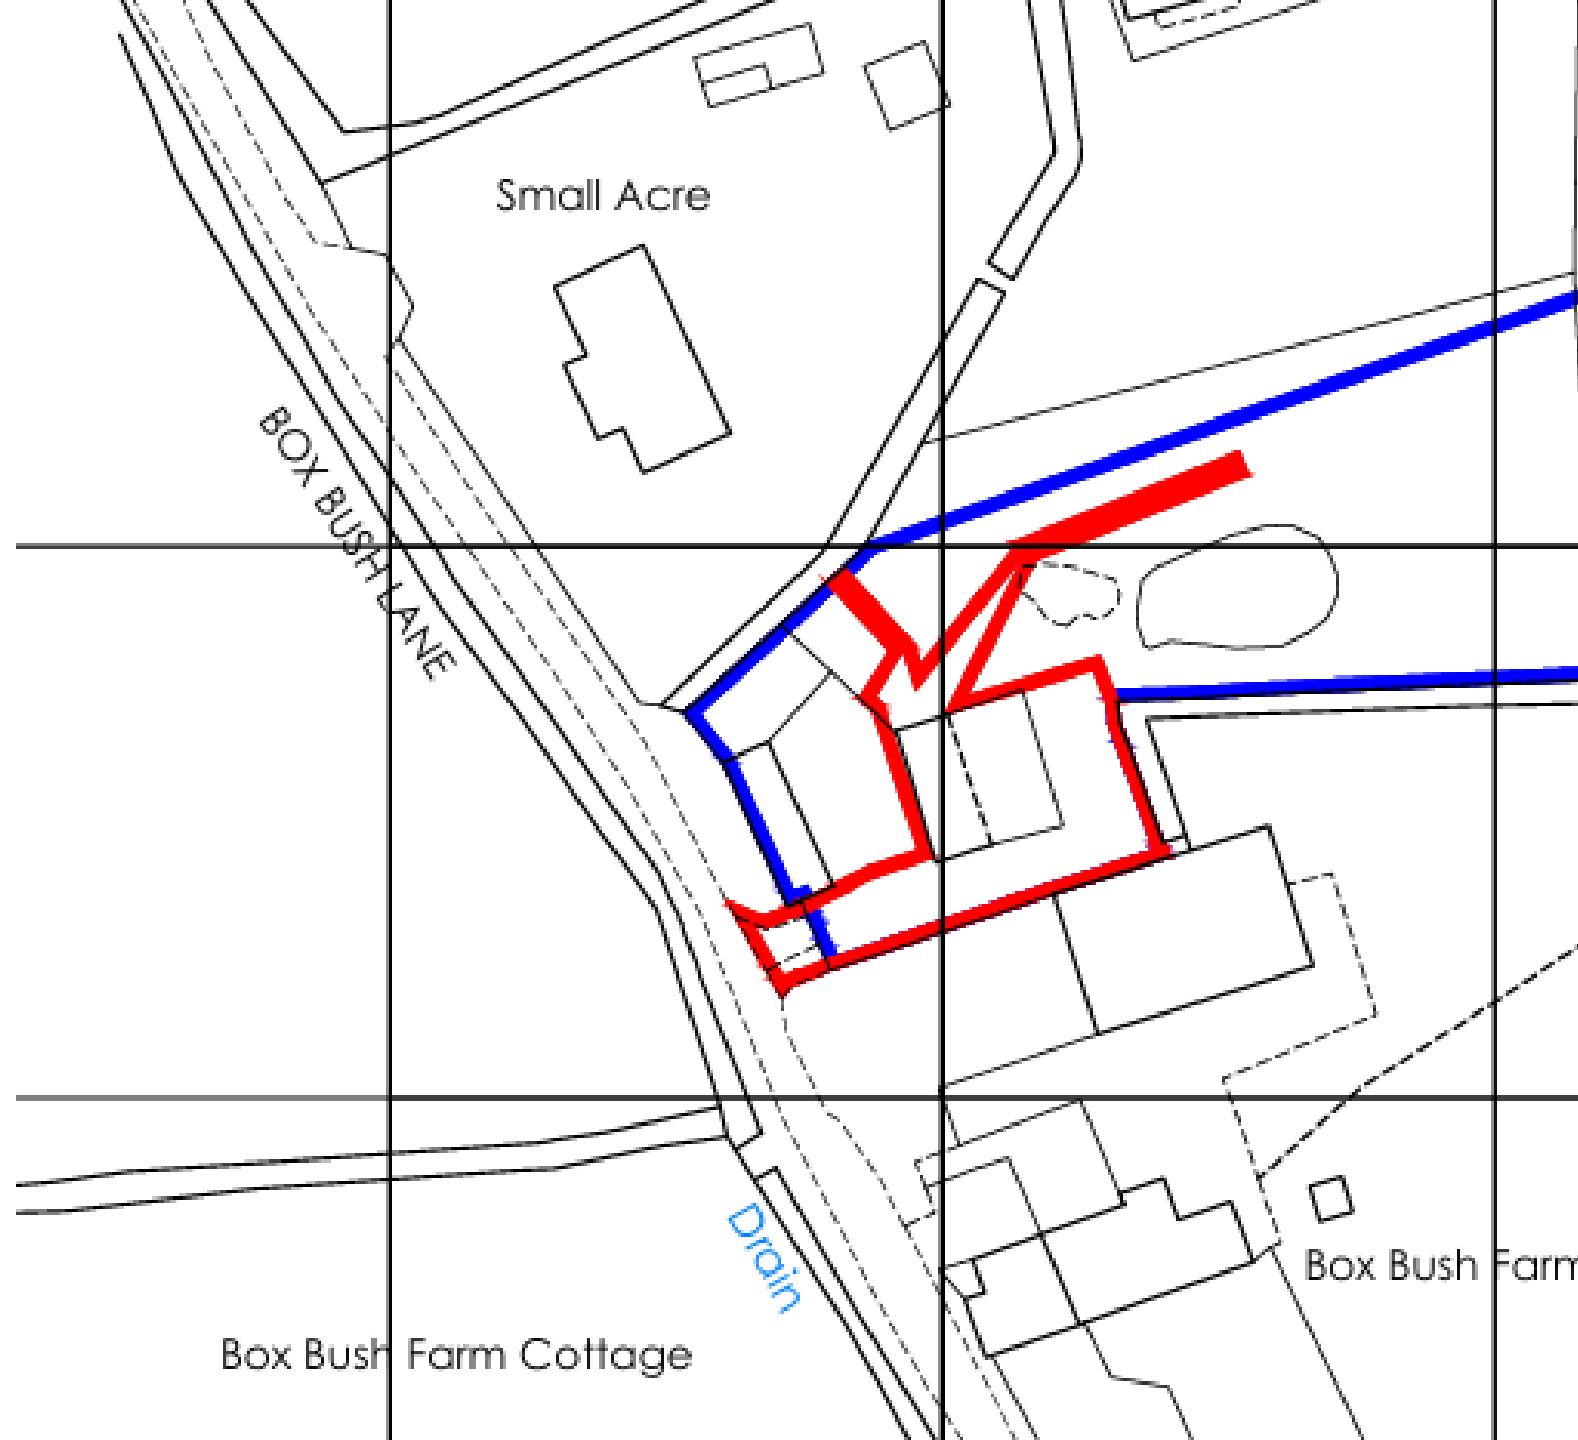 Small Acre
BOX BUSH LANE
Drain
Box Bush Farm
Box Bush Farm Cottage